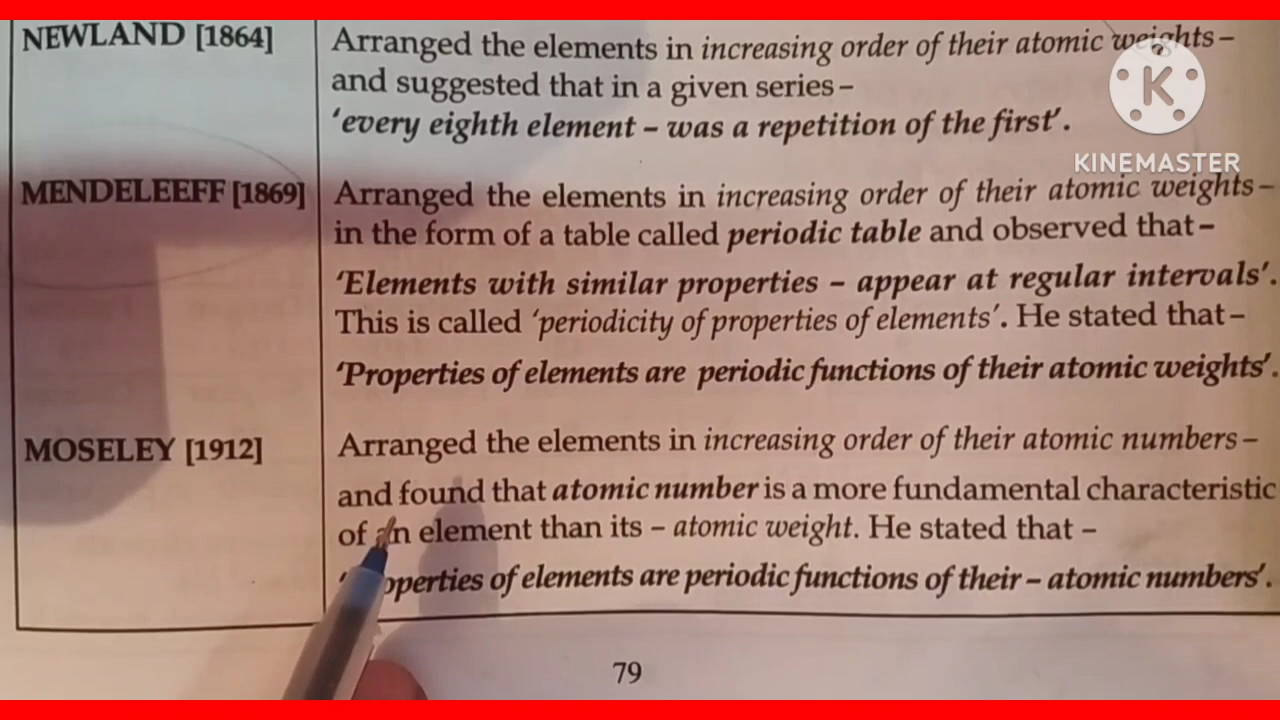 NEWLAND [1864]
Arranged the elements in increasing order of their atomic weights –
and suggested that in a given series –
'every eighth element – was a repetition of the first'.
K
KINEMASTER
MENDELEEFF [1869]
Arranged the elements in increasing order of their atomic weights –
in the form of a table called periodic table and observed that –
'Elements with similar properties – appear at regular intervals'.
This is called 'periodicity of properties of elements'. He stated that –
'Properties of elements are periodic functions of their atomic weights'.
MOSELEY [1912]
Arranged the elements in increasing order of their atomic numbers –
and found that atomic number is a more fundamental characteristic
of an element than its – atomic weight. He stated that –
'Properties of elements are periodic functions of their – atomic numbers'.
79